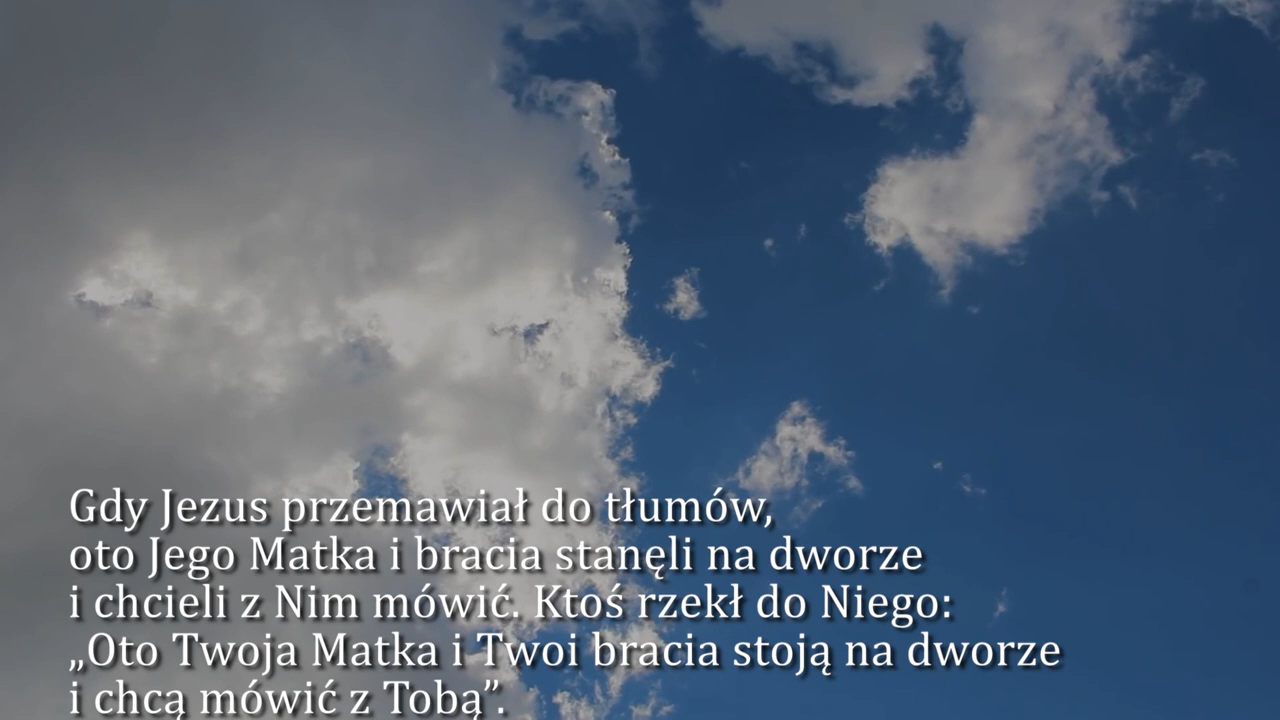 Gdy Jezus przemawiał do tłumów,
oto Jego Matka i bracia stanęli na dworze
i chcieli z Nim mówić. Ktoś rzekł do Niego:
„Oto Twoja Matka i Twoi bracia stoją na dworze
i chcą mówić z Tobą”.